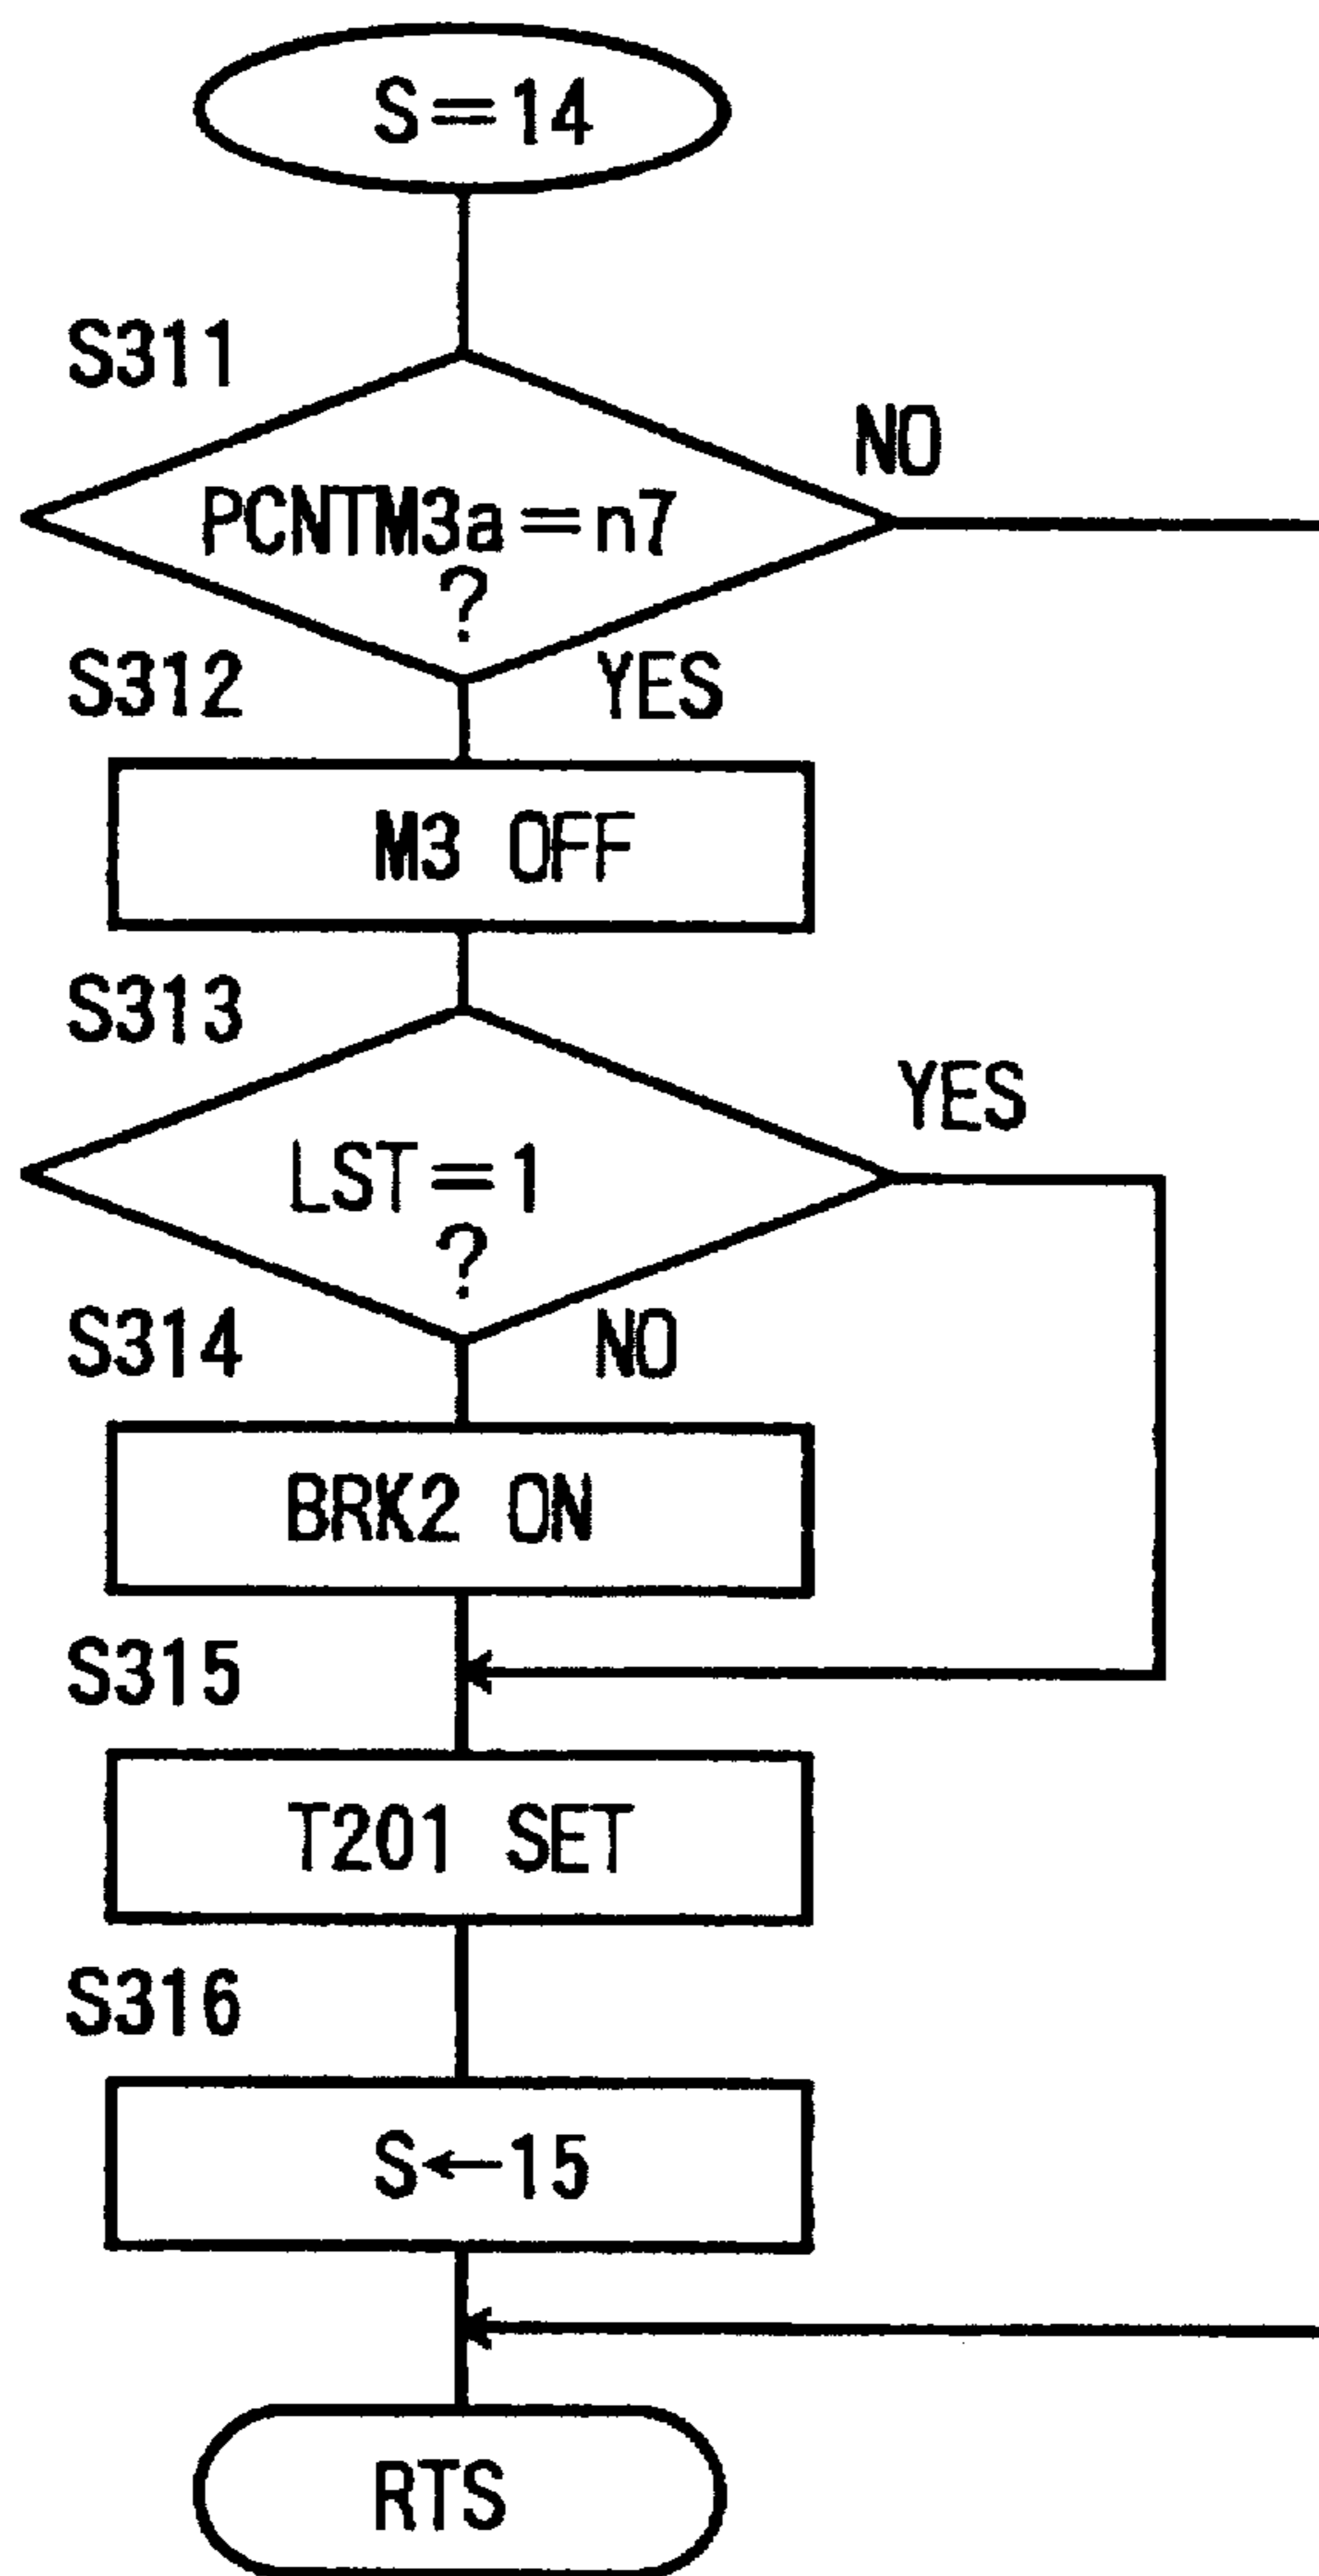 S=14
S311
NO
PCNTM3a=n7
?
S312
YES
M3 OFF
S313
YES
LST=1
?
S314
NO
BRK2 ON
S315
T201 SET
S316
S←15
RTS